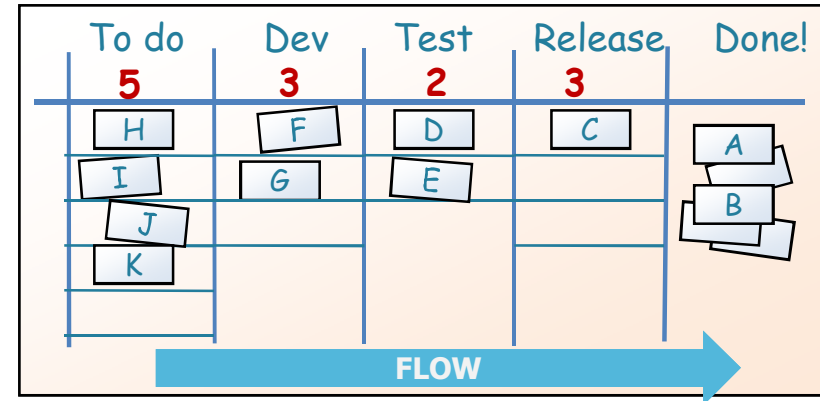 To do Dev Test Release Done!
5 3 2 3
H F D C A
I G E
J B
K
FLOW